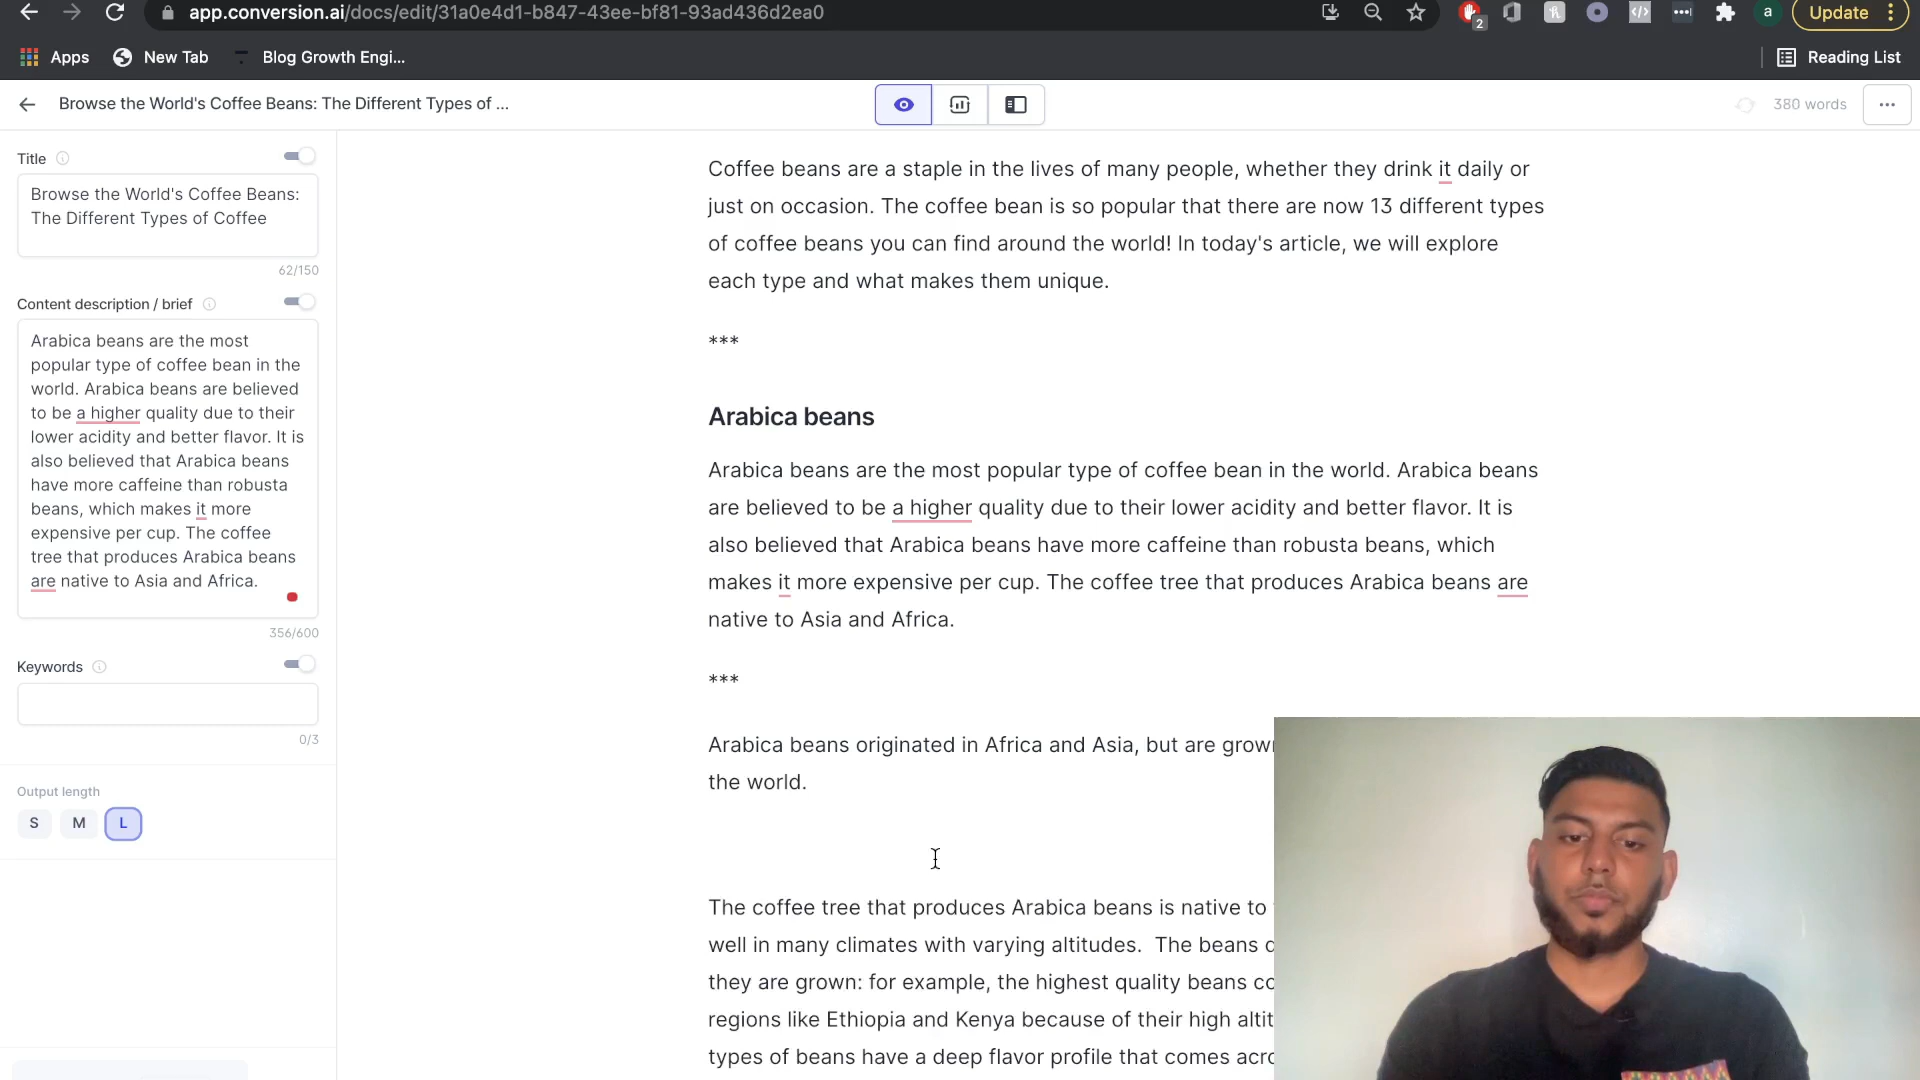 app.conversion.ai/docs/edit/31a0e4d1-b847-43ee-bf81-93ad436d2ea0
2
a
Update
Apps
New Tab
Blog Growth Engi...
Reading List
Browse the World's Coffee Beans: The Different Types of ...
380 words
Title
Browse the World's Coffee Beans:
The Different Types of Coffee
62/150
Content description / brief
Arabica beans are the most
popular type of coffee bean in the
world. Arabica beans are believed
to be a higher quality due to their
lower acidity and better flavor. It is
also believed that Arabica beans
have more caffeine than robusta
beans, which makes it more
expensive per cup. The coffee
tree that produces Arabica beans
are native to Asia and Africa.
356/600
Keywords
0/3
Output length
S M L
Coffee beans are a staple in the lives of many people, whether they drink it daily or
just on occasion. The coffee bean is so popular that there are now 13 different types
of coffee beans you can find around the world! In today's article, we will explore
each type and what makes them unique.
***
Arabica beans
Arabica beans are the most popular type of coffee bean in the world. Arabica beans
are believed to be a higher quality due to their lower acidity and better flavor. It is
also believed that Arabica beans have more caffeine than robusta beans, which
makes it more expensive per cup. The coffee tree that produces Arabica beans are
native to Asia and Africa.
***
Arabica beans originated in Africa and Asia, but are grown
the world.
The coffee tree that produces Arabica beans is native to
well in many climates with varying altitudes. The beans
they are grown: for example, the highest quality beans
regions like Ethiopia and Kenya because of their high
types of beans have a deep flavor profile that comes